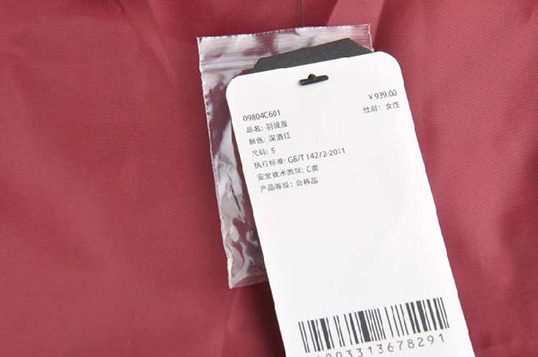 09804C601
¥939.00
品名: 羽绒服
性别: 女性
颜色: 深酒红
尺码: S
执行标准: GB/T 14272-2011
安全技术类别: C类
产品等级: 合格品
003313678291